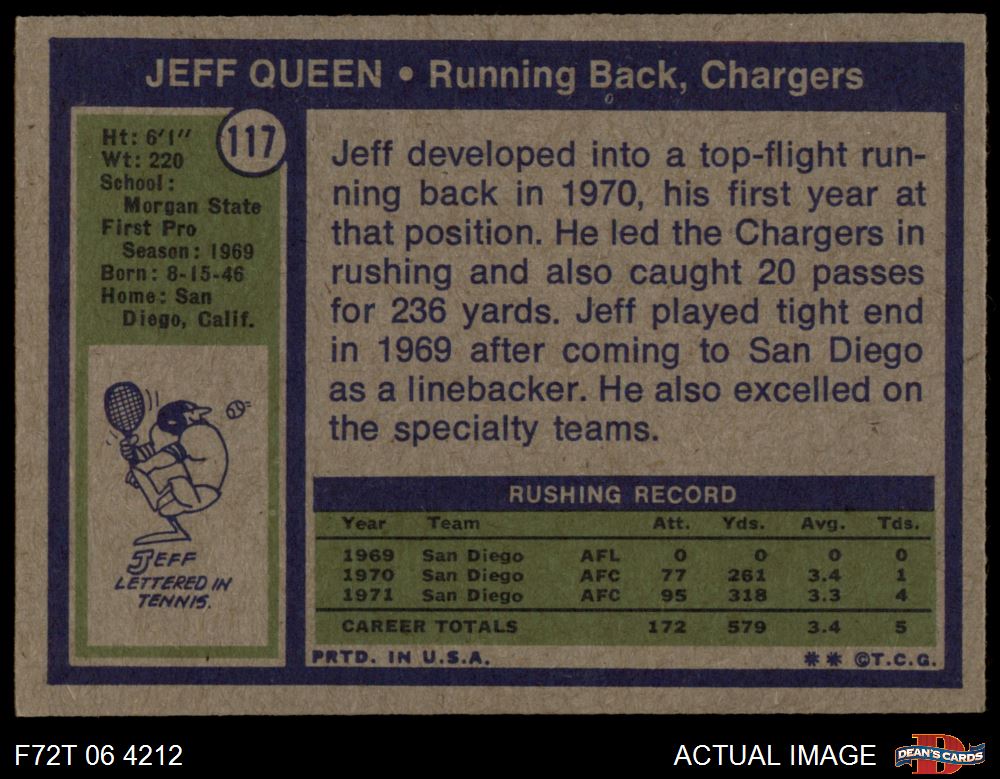 JEFF QUEEN • Running Back, Chargers
117
Ht: 6'1"
Wt: 220
School:
Morgan State
First Pro
Season: 1969
Born: 8-15-46
Home: San
Diego, Calif.
JEFF
LETTERED IN
TENNIS.
Jeff developed into a top-flight run-
ning back in 1970, his first year at
that position. He led the Chargers in
rushing and also caught 20 passes
for 236 yards. Jeff played tight end
in 1969 after coming to San Diego
as a linebacker. He also excelled on
the specialty teams.
RUSHING RECORD
Year Team Att. Yds. Avg. Tds.
1969 San Diego AFL 0 0 0 0
1970 San Diego AFC 77 261 3.4 1
1971 San Diego AFC 95 318 3.3 4
CAREER TOTALS 172 579 3.4 5
PRTD. IN U.S.A. ** ©T.C.G.
F72T 06 4212 ACTUAL IMAGE DEAN'S CARDS